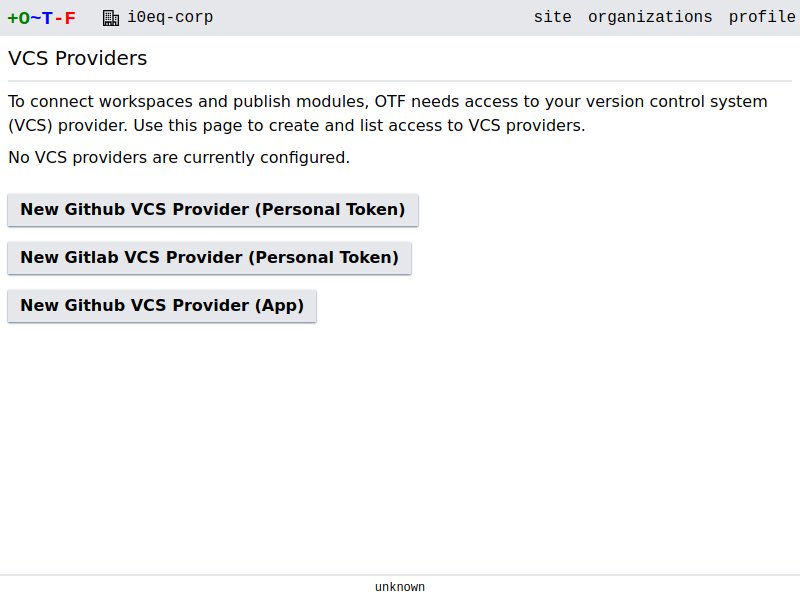 +O~T-F i0eq-corp site organizations profile
VCS Providers
To connect workspaces and publish modules, OTF needs access to your version control system
(VCS) provider. Use this page to create and list access to VCS providers.
No VCS providers are currently configured.
New Github VCS Provider (Personal Token)
New Gitlab VCS Provider (Personal Token)
New Github VCS Provider (App)
unknown